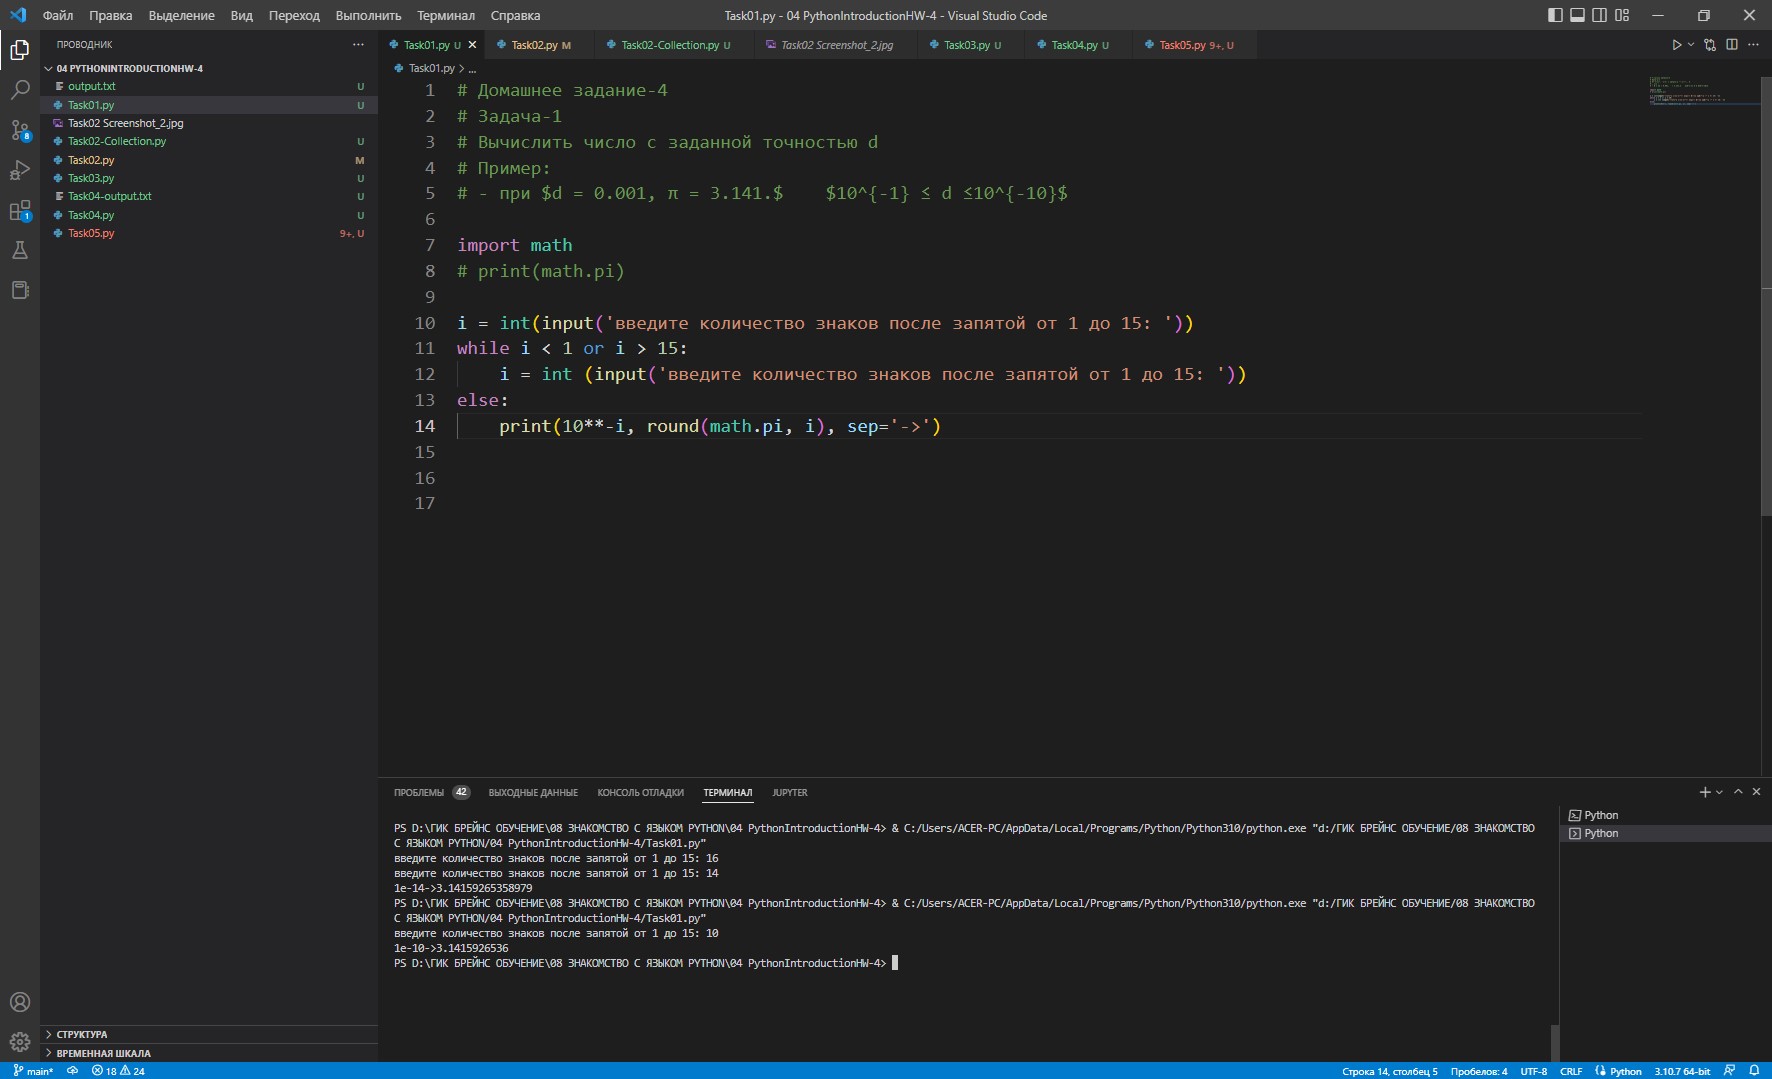 Файл Правка Выделение Вид Переход Выполнить Терминал Справка
Task01.py - 04 PythonIntroductionHW-4 - Visual Studio Code
ПРОВОДНИК
04 PYTHONINTRODUCTIONHW-4
output.txt U
Task01.py U
Task02 Screenshot_2.jpg
Task02-Collection.py U
Task02.py M
Task03.py U
Task04-output.txt U
Task04.py U
Task05.py 9+, U
8
1
СТРУКТУРА
ВРЕМЕННАЯ ШКАЛА
Task01.py U Task02.py M Task02-Collection.py U Task02 Screenshot_2.jpg Task03.py U Task04.py U Task05.py 9+, U
Task01.py > ...
1 # Домашнее задание-4
2 # Задача-1
3 # Вычислить число с заданной точностью d
4 # Пример:
5 # - при $d = 0.001, π = 3.141.$    $10^{-1} ≤ d ≤10^{-10}$
6
7 import math
8 # print(math.pi)
9
10 i = int(input('введите количество знаков после запятой от 1 до 15: '))
11 while i < 1 or i > 15:
12     i = int (input('введите количество знаков после запятой от 1 до 15: '))
13 else:
14     print(10**-i, round(math.pi, i), sep='->')
15
16
17
ПРОБЛЕМЫ 42 ВЫХОДНЫЕ ДАННЫЕ КОНСОЛЬ ОТЛАДКИ ТЕРМИНАЛ JUPYTER
PS D:\ГИК БРЕЙНС ОБУЧЕНИЕ\08 ЗНАКОМСТВО С ЯЗЫКОМ PYTHON\04 PythonIntroductionHW-4> & C:/Users/ACER-PC/AppData/Local/Programs/Python/Python310/python.exe "d:/ГИК БРЕЙНС ОБУЧЕНИЕ/08 ЗНАКОМСТВО
С ЯЗЫКОМ PYTHON/04 PythonIntroductionHW-4/Task01.py"
введите количество знаков после запятой от 1 до 15: 16
введите количество знаков после запятой от 1 до 15: 14
1e-14->3.14159265358979
PS D:\ГИК БРЕЙНС ОБУЧЕНИЕ\08 ЗНАКОМСТВО С ЯЗЫКОМ PYTHON\04 PythonIntroductionHW-4> & C:/Users/ACER-PC/AppData/Local/Programs/Python/Python310/python.exe "d:/ГИК БРЕЙНС ОБУЧЕНИЕ/08 ЗНАКОМСТВО
С ЯЗЫКОМ PYTHON/04 PythonIntroductionHW-4/Task01.py"
введите количество знаков после запятой от 1 до 15: 10
1e-10->3.1415926536
PS D:\ГИК БРЕЙНС ОБУЧЕНИЕ\08 ЗНАКОМСТВО С ЯЗЫКОМ PYTHON\04 PythonIntroductionHW-4>
Python
Python
main* 18 24
Строка 14, столбец 5 Пробелов: 4 UTF-8 CRLF Python 3.10.7 64-bit